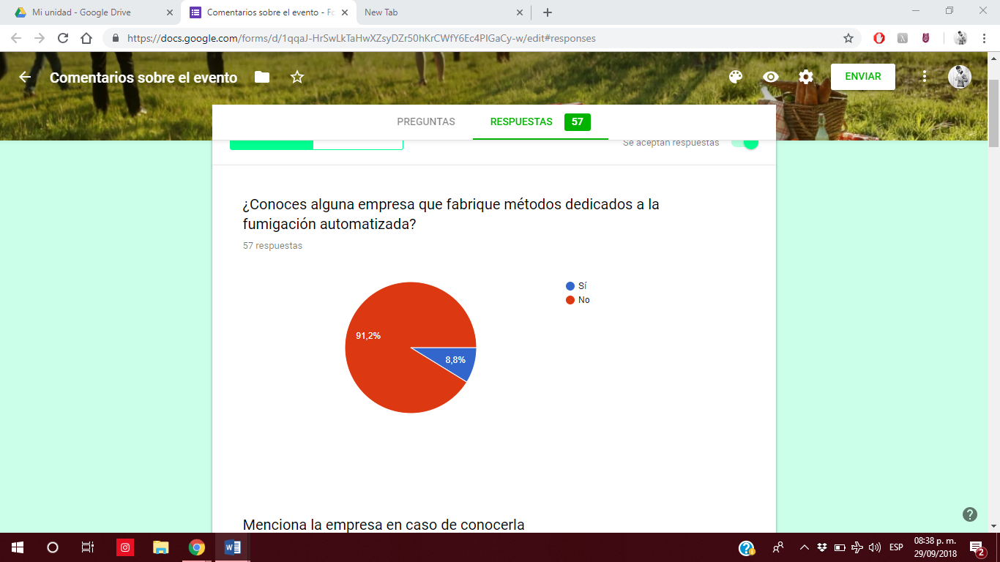 Mi unidad - Google Drive
Comentarios sobre el evento - Fo
New Tab
https://docs.google.com/forms/d/1qqaJ-HrSwLkTaHwXZsyDZr50hKrCWfY6Ec4PIGaCy-w/edit#responses
Comentarios sobre el evento
ENVIAR
PREGUNTAS
RESPUESTAS
57
Se aceptan respuestas
¿Conoces alguna empresa que fabrique métodos dedicados a la
fumigación automatizada?
57 respuestas
Sí
No
91,2%
8,8%
Menciona la empresa en caso de conocerla
ESP
08:38 p. m.
29/09/2018
2